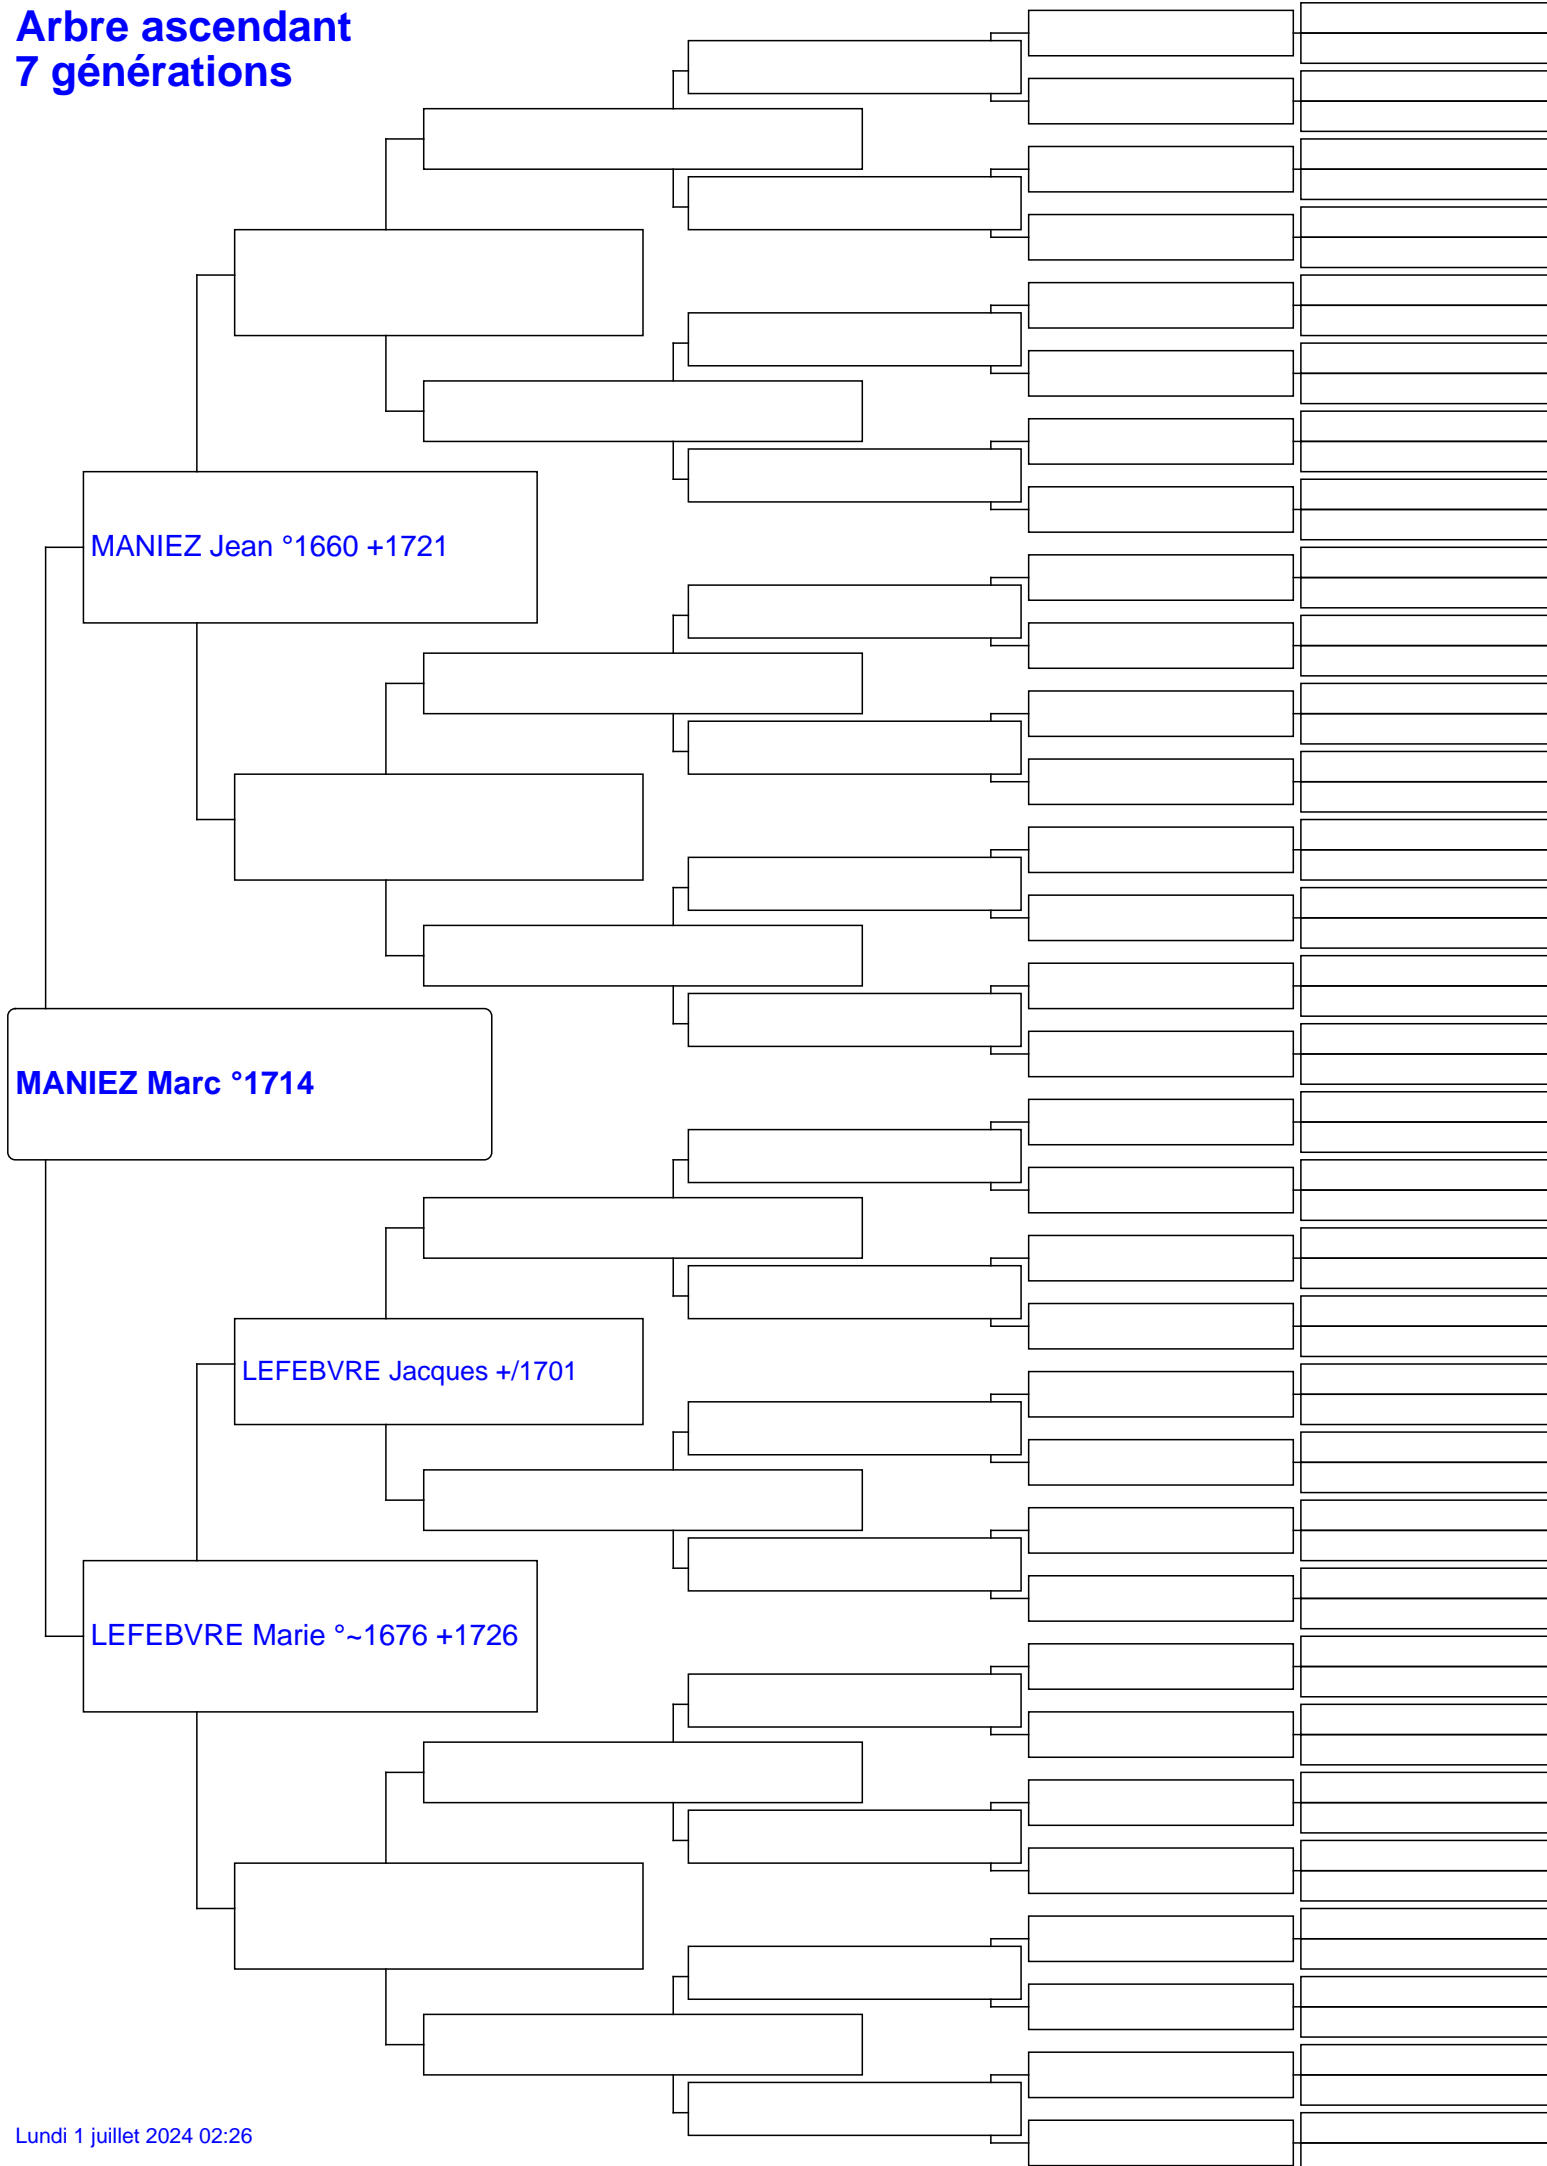 Arbre ascendant
7 générations
MANIEZ Jean °1660 +1721
MANIEZ Marc °1714
LEFEBVRE Jacques +/1701
LEFEBVRE Marie °~1676 +1726
Lundi 1 juillet 2024 02:26